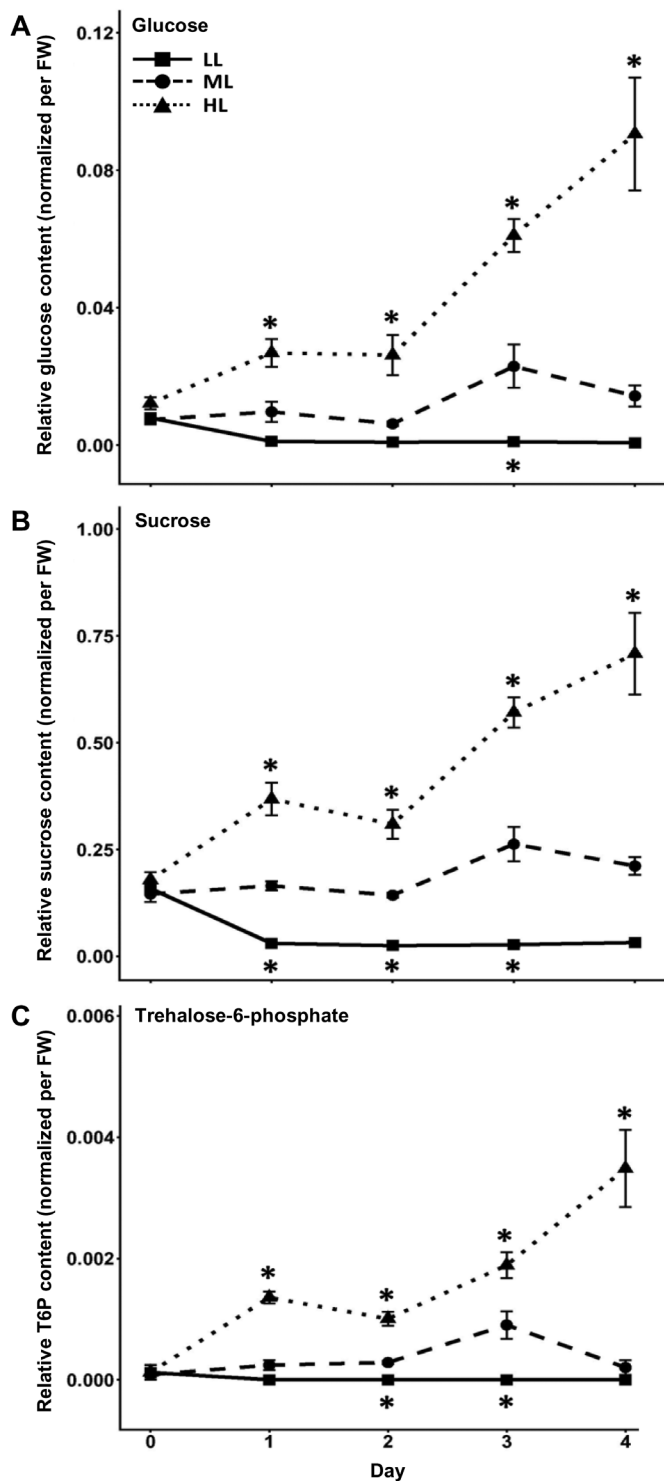 A
Glucose
LL
ML
HL
Relative glucose content (normalized per FW)
0.12
0.08
0.04
0.00
*
*
*
*
*
B
Sucrose
Relative sucrose content (normalized per FW)
1.00
0.75
0.50
0.25
0.00
*
*
*
*
*
*
*
C
Trehalose-6-phosphate
Relative T6P content (normalized per FW)
0.006
0.004
0.002
0.000
*
*
*
*
*
*
0
1
2
3
4
Day